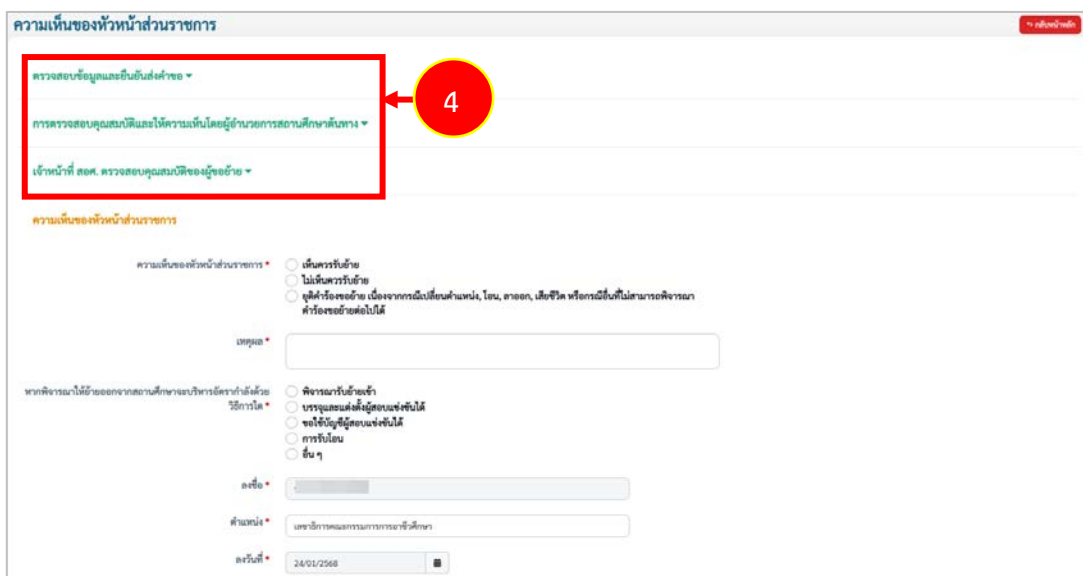 ความเห็นของหัวหน้าส่วนราชการ
กลับหน้าหลัก
ตรวจสอบข้อมูลและยืนยันส่งคำขอ
4
การตรวจสอบคุณสมบัติและให้ความเห็นโดยผู้อำนวยการสถานศึกษาต้นทาง
เจ้าหน้าที่ สอศ. ตรวจสอบคุณสมบัติของผู้ขอย้าย
ความเห็นของหัวหน้าส่วนราชการ
ความเห็นของหัวหน้าส่วนราชการ *
เห็นควรรับย้าย
ไม่เห็นควรรับย้าย
ยุติคำร้องขอย้าย เนื่องจากกรณีเปลี่ยนตำแหน่ง, โอน, ลาออก, เสียชีวิต หรือกรณีอื่นที่ไม่สามารถพิจารณา
คำร้องขอย้ายต่อไปได้
เหตุผล *
หากพิจารณาให้ย้ายออกจากสถานศึกษาจะบริหารอัตรากำลังด้วย
วิธีการใด *
พิจารณารับย้ายเข้า
บรรจุและแต่งตั้งผู้สอบแข่งขันได้
ขอใช้บัญชีผู้สอบแข่งขันได้
การรับโอน
อื่น ๆ
ลงชื่อ *
ตำแหน่ง *
เลขาธิการคณะกรรมการการอาชีวศึกษา
ลงวันที่ *
24/01/2568